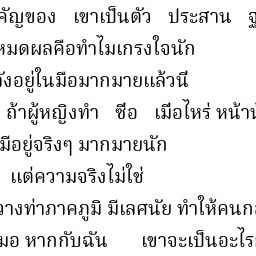 คัญของ เขาเป็นตัว ประสาน
หมดผลคือทำไมเกรงใจนัก
ังอยู่ในมือมากมายแล้วนี
ถ้าผู้หญิงทำ ซือ เมือไหร่ หน้า
มีอยู่จริงๆ มากมายนัก
แต่ความจริงไม่ใช่
วางท่าภาคภูมิ มีเลศนัย ทำให้คน
มอ หากกับฉัน เขาจะเป็นอะไร